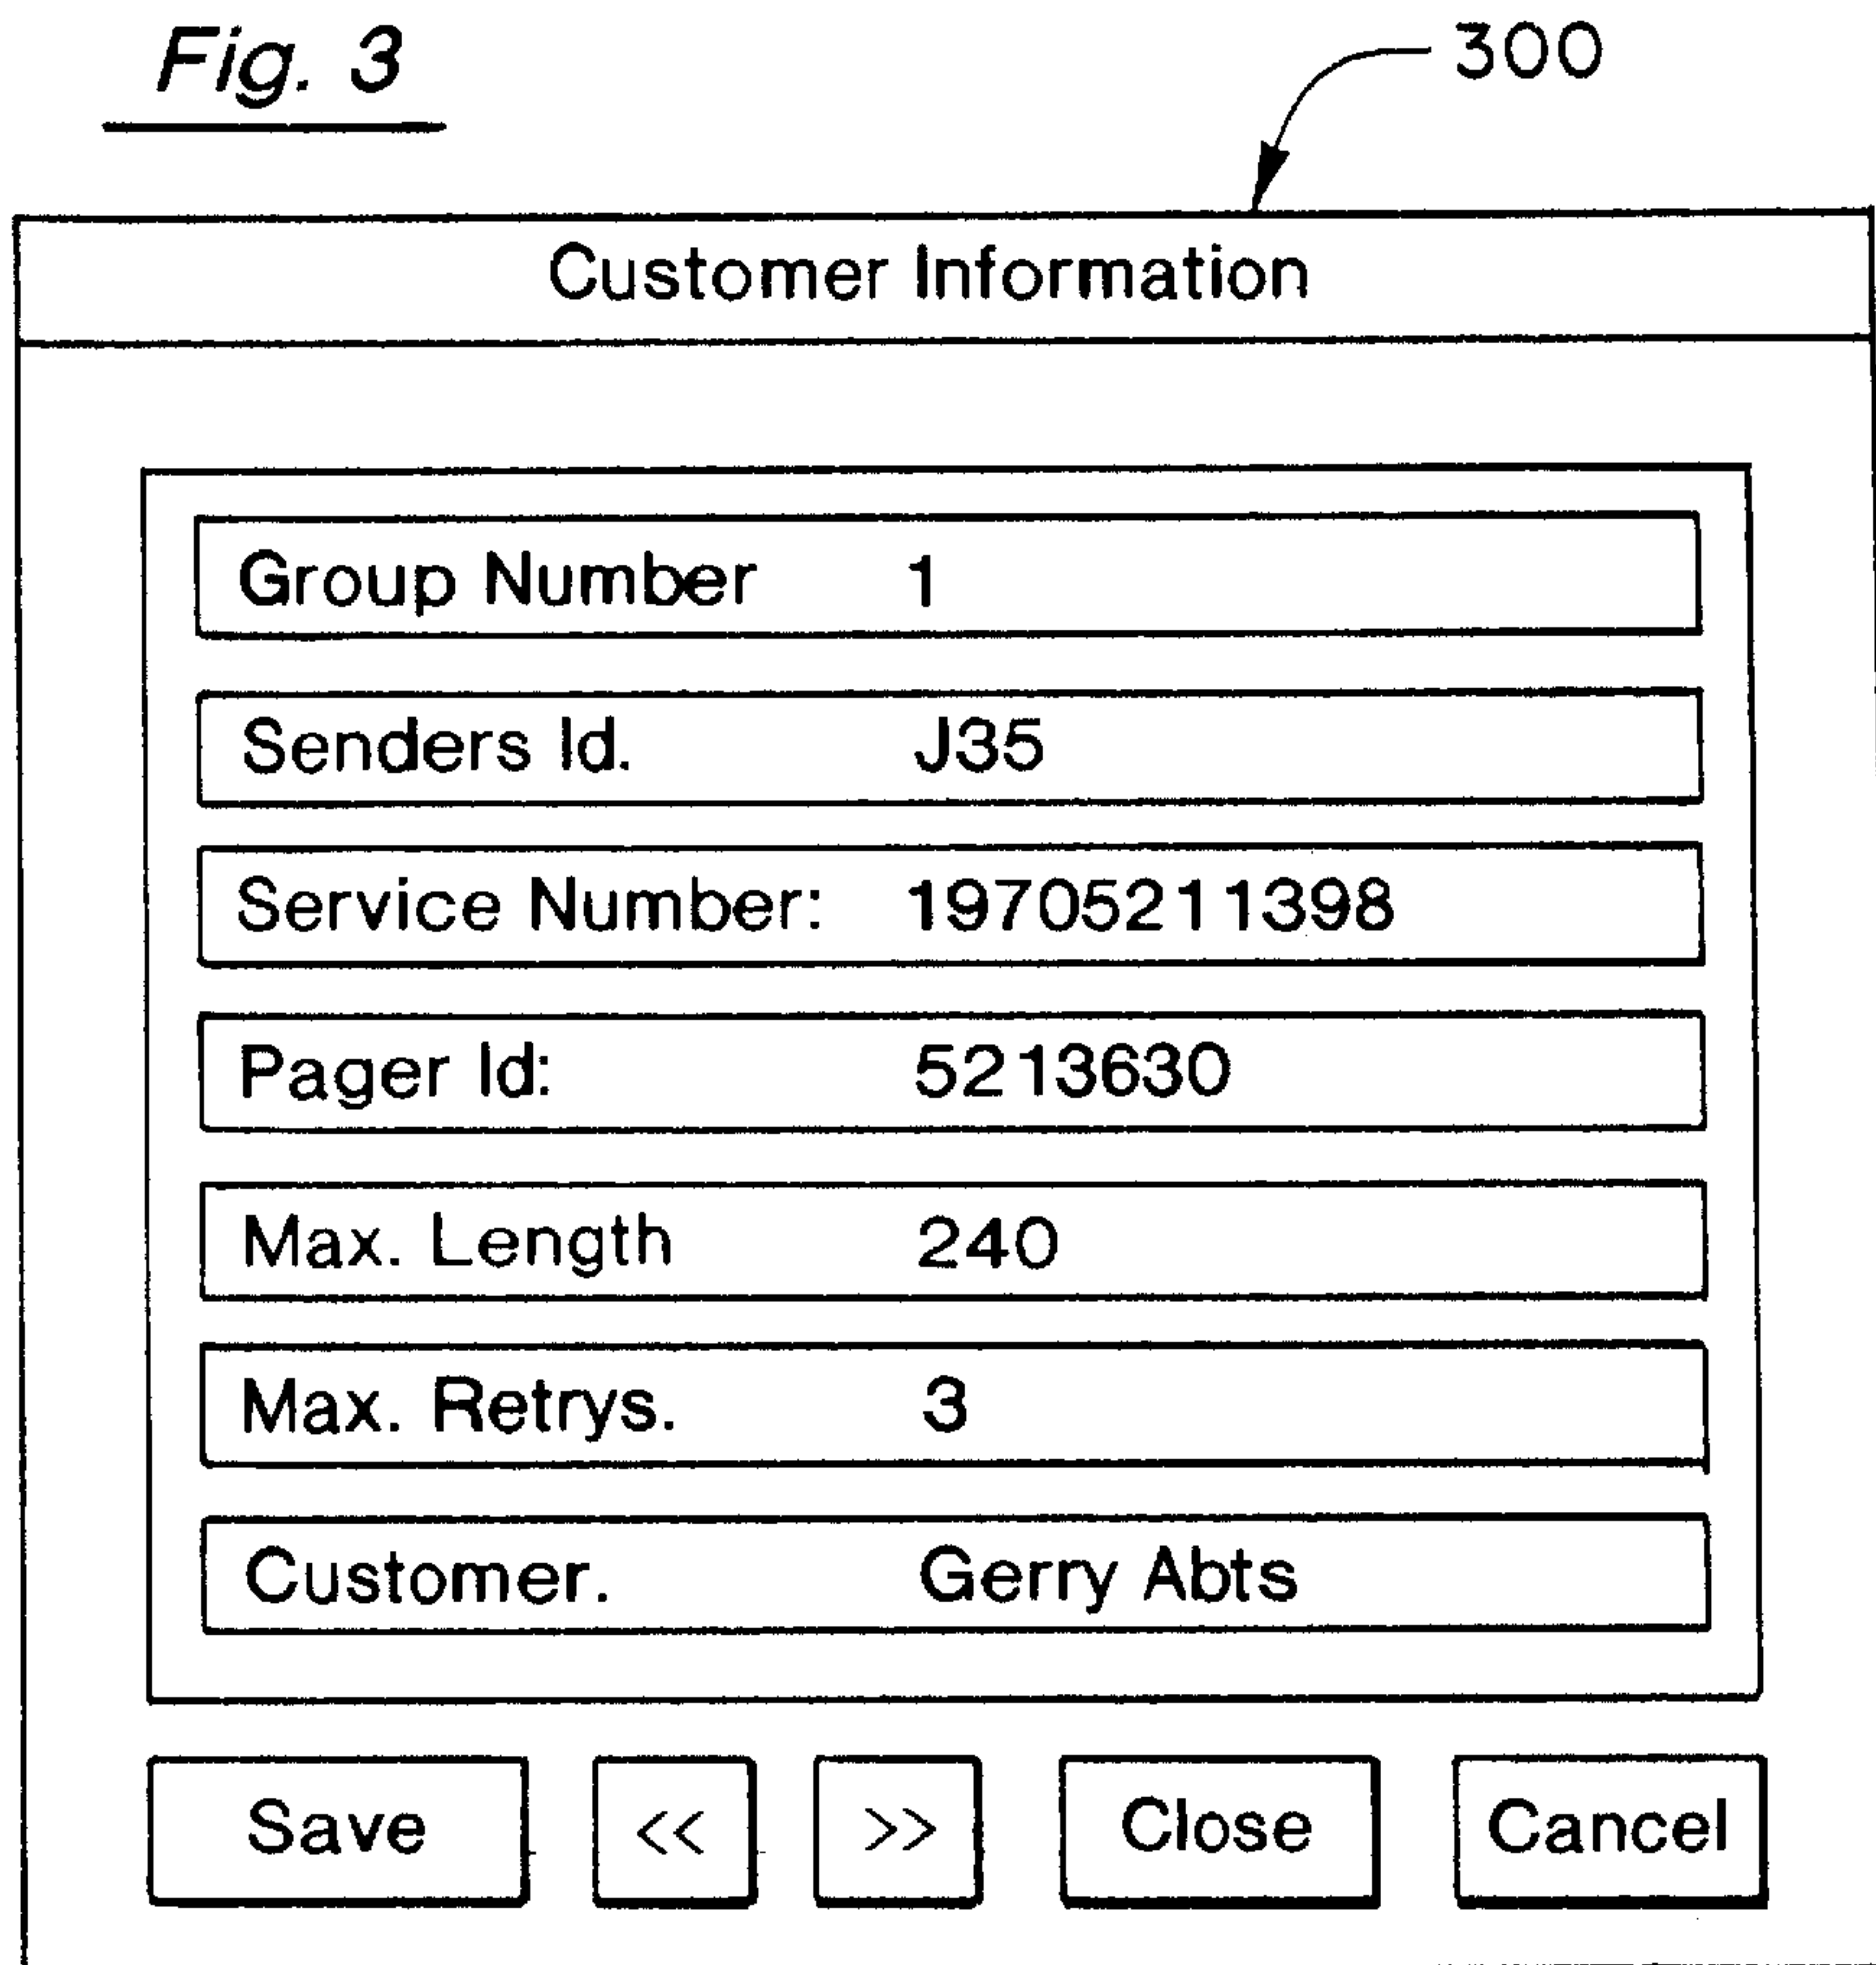 Fig. 3
300
Customer Information
Group Number 1
Senders Id. J35
Service Number: 19705211398
Pager Id: 5213630
Max. Length 240
Max. Retrys. 3
Customer. Gerry Abts
Save << >> Close Cancel